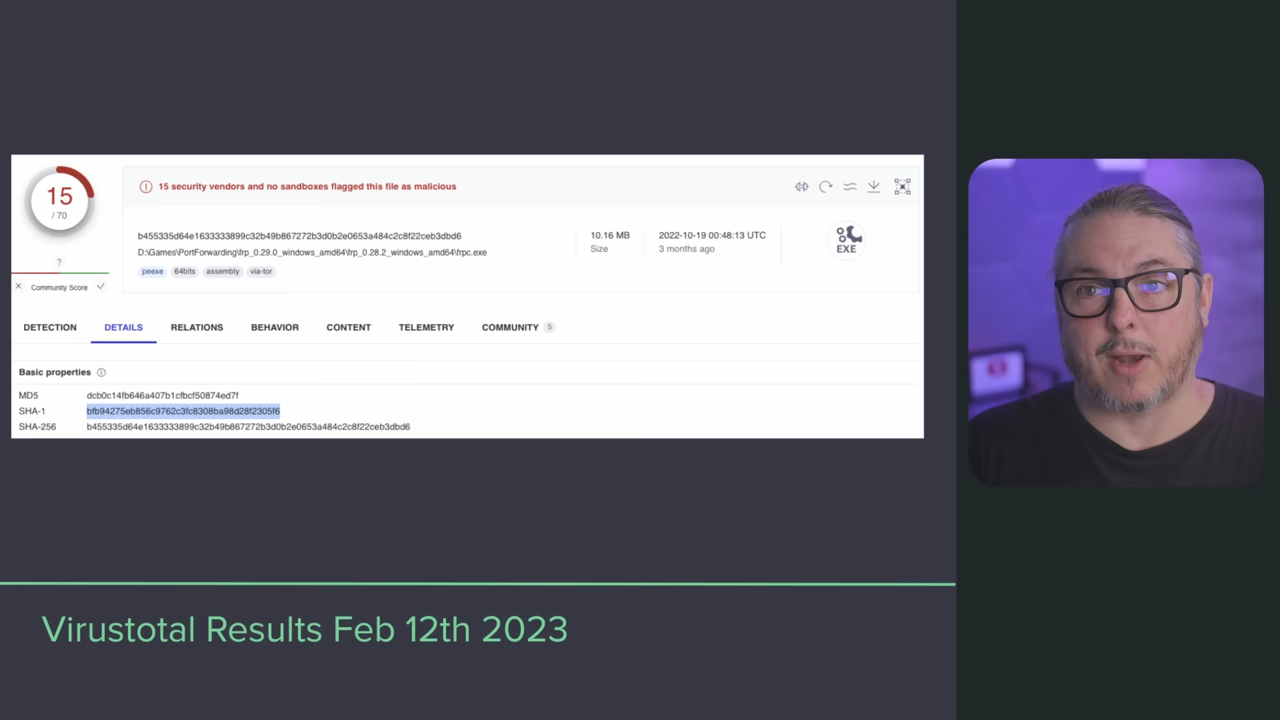 15
/ 70
?
Community Score
15 security vendors and no sandboxes flagged this file as malicious
b455335d64e1633333899c32b49b867272b3d0b2e0653a484c2c8f22ceb3dbd6
D:\Games\PortForwarding\frp_0.29.0_windows_amd64\frp_0.28.2_windows_amd64\frpc.exe
peexe 64bits assembly via-tor
10.16 MB
Size
2022-10-19 00:48:13 UTC
3 months ago
EXE
DETECTION DETAILS RELATIONS BEHAVIOR CONTENT TELEMETRY COMMUNITY 5
Basic properties
MD5 dcb0c14fb646a407b1cfbcf50874ed7f
SHA-1 bfb94275eb856c9762c3fc8308ba98d28f2305f6
SHA-256 b455335d64e1633333899c32b49b867272b3d0b2e0653a484c2c8f22ceb3dbd6
Virustotal Results Feb 12th 2023